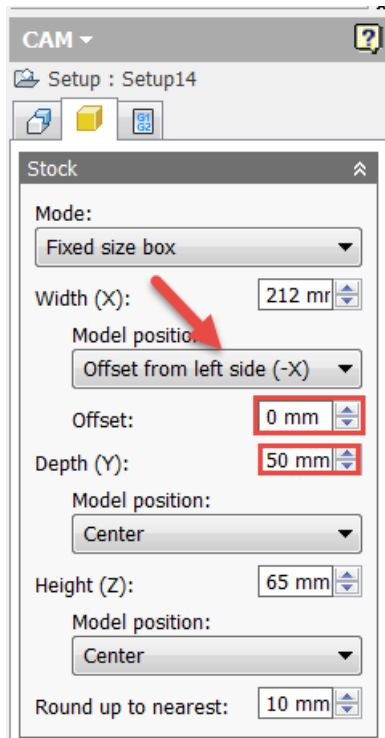 CAM
Setup : Setup14
G1
G2
Stock
Mode:
Fixed size box
Width (X): 212 mr
Model positio
Offset from left side (-X)
Offset: 0 mm
Depth (Y): 50 mm
Model position:
Center
Height (Z): 65 mm
Model position:
Center
Round up to nearest: 10 mm